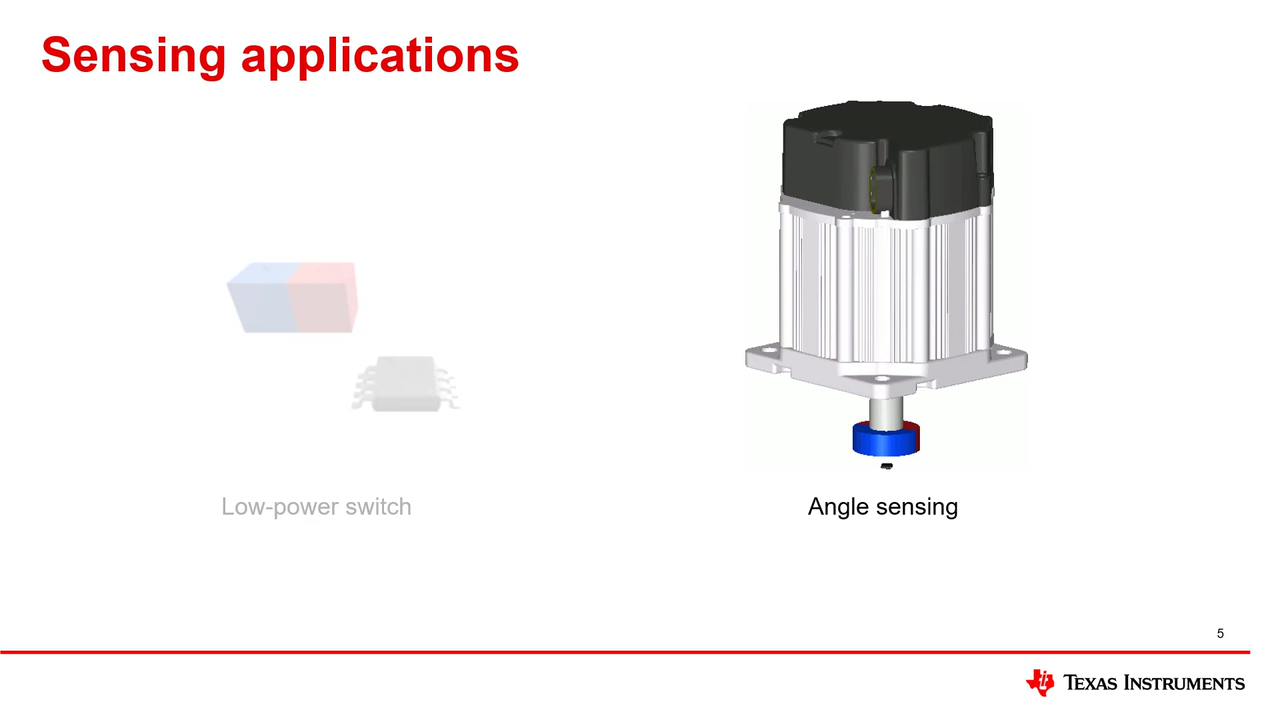 Sensing applications
Low-power switch
Angle sensing
5
TEXAS INSTRUMENTS